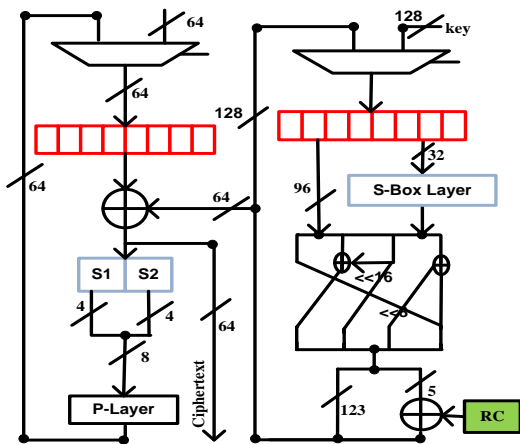 64
128
key
64
128
64
64
96
32
S-Box Layer
S1 S2
<<16
<<8
4
4
64
8
Ciphertext
P-Layer
123
5
RC